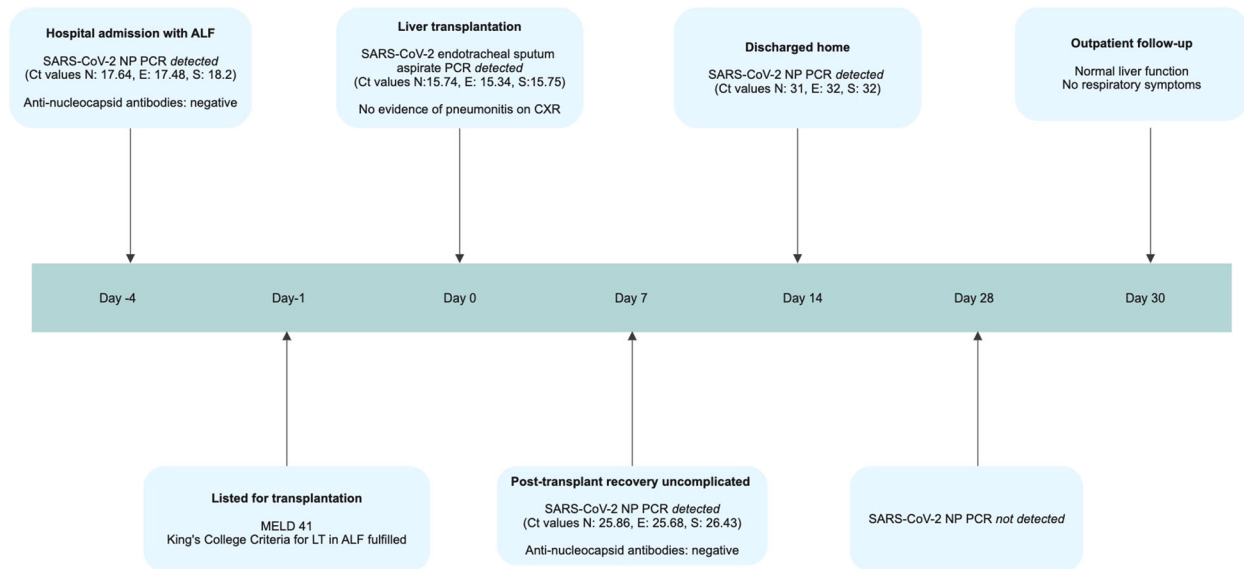 Hospital admission with ALF
SARS-CoV-2 NP PCR detected
(Ct values N: 17.64, E: 17.48, S: 18.2)
Anti-nucleocapsid antibodies: negative
Liver transplantation
SARS-CoV-2 endotracheal sputum
aspirate PCR detected
(Ct values N:15.74, E: 15.34, S:15.75)
No evidence of pneumonitis on CXR
Discharged home
SARS-CoV-2 NP PCR detected
(Ct values N: 31, E: 32, S: 32)
Outpatient follow-up
Normal liver function
No respiratory symptoms
Day -4
Day-1
Day 0
Day 7
Day 14
Day 28
Day 30
Listed for transplantation
MELD 41
King's College Criteria for LT in ALF fulfilled
Post-transplant recovery uncomplicated
SARS-CoV-2 NP PCR detected
(Ct values N: 25.86, E: 25.68, S: 26.43)
Anti-nucleocapsid antibodies: negative
SARS-CoV-2 NP PCR not detected